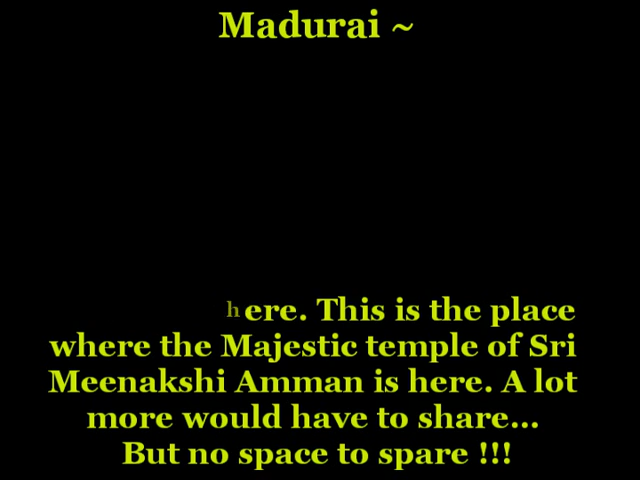 Madurai ~
here. This is the place
where the Majestic temple of Sri
Meenakshi Amman is here. A lot
more would have to share...
But no space to spare !!!